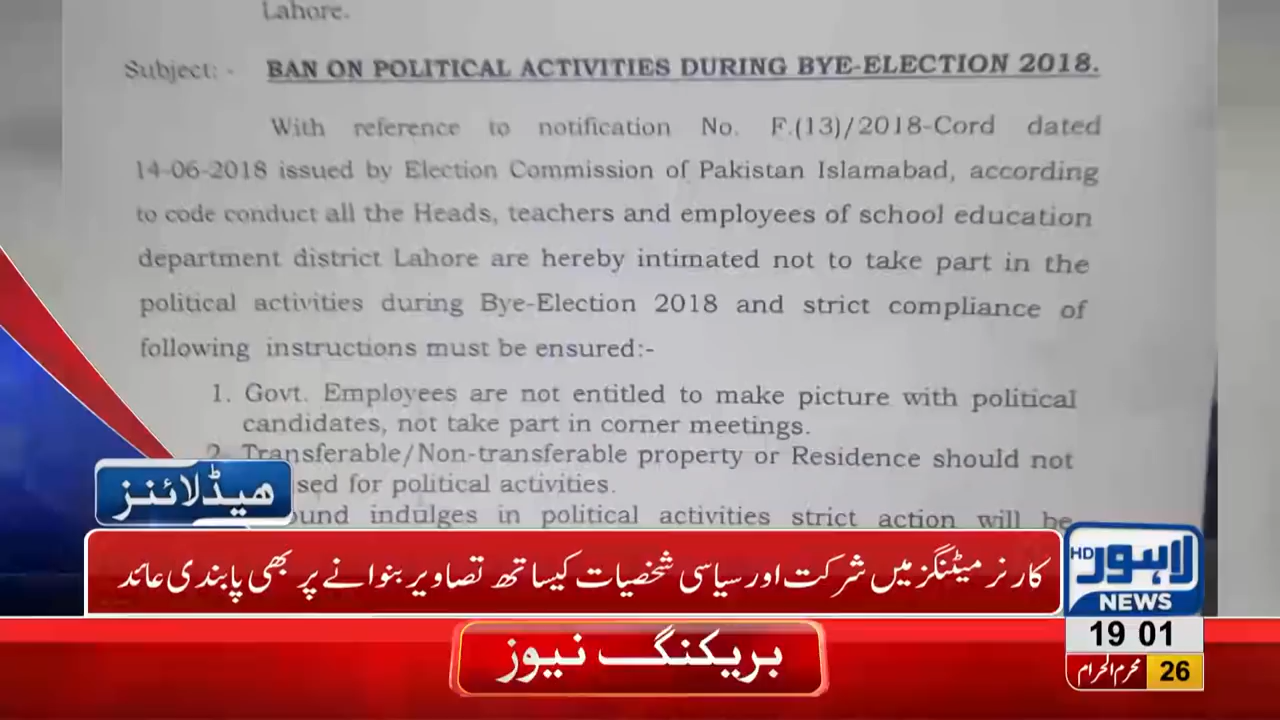 Lahore.
Subject: - BAN ON POLITICAL ACTIVITIES DURING BYE-ELECTION 2018.
With reference to notification No. F.(13)/2018-Cord dated
14-06-2018 issued by Election Commission of Pakistan Islamabad, according
to code conduct all the Heads, teachers and employees of school education
department district Lahore are hereby intimated not to take part in the
political activities during Bye-Election 2018 and strict compliance of
following instructions must be ensured:-
1. Govt. Employees are not entitled to make picture with political
candidates, not take part in corner meetings.
2. Transferable/Non-transferable property or Residence should not
used for political activities.
indulges in political activities strict action will be
ھیڈلائنز
کارنر میٹنگز میں شرکت اور سیاسی شخصیات کیساتھ تصاویر بنوانے پر بھی پابندی عائد
لاہور HD
NEWS
بریکنگ نیوز
19 01
محرم الحرام 26